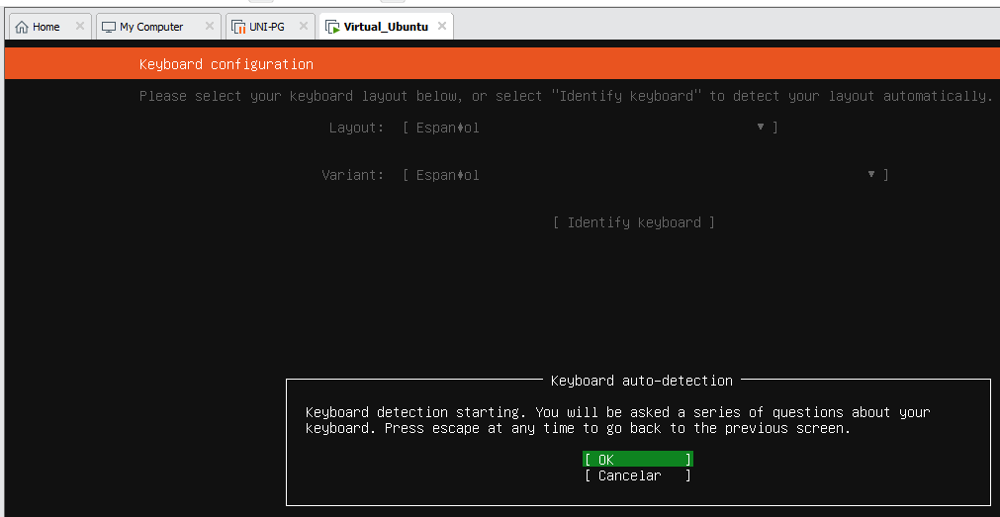 Home
My Computer
UNI-PG
Virtual_Ubuntu
Keyboard configuration
Please select your keyboard layout below, or select "Identify keyboard" to detect your layout automatically.
Layout: [ Espan♦ol ▼ ]
Variant: [ Espan♦ol ▼ ]
[ Identify keyboard ]
Keyboard auto-detection
Keyboard detection starting. You will be asked a series of questions about your
keyboard. Press escape at any time to go back to the previous screen.
[ OK ]
[ Cancelar ]